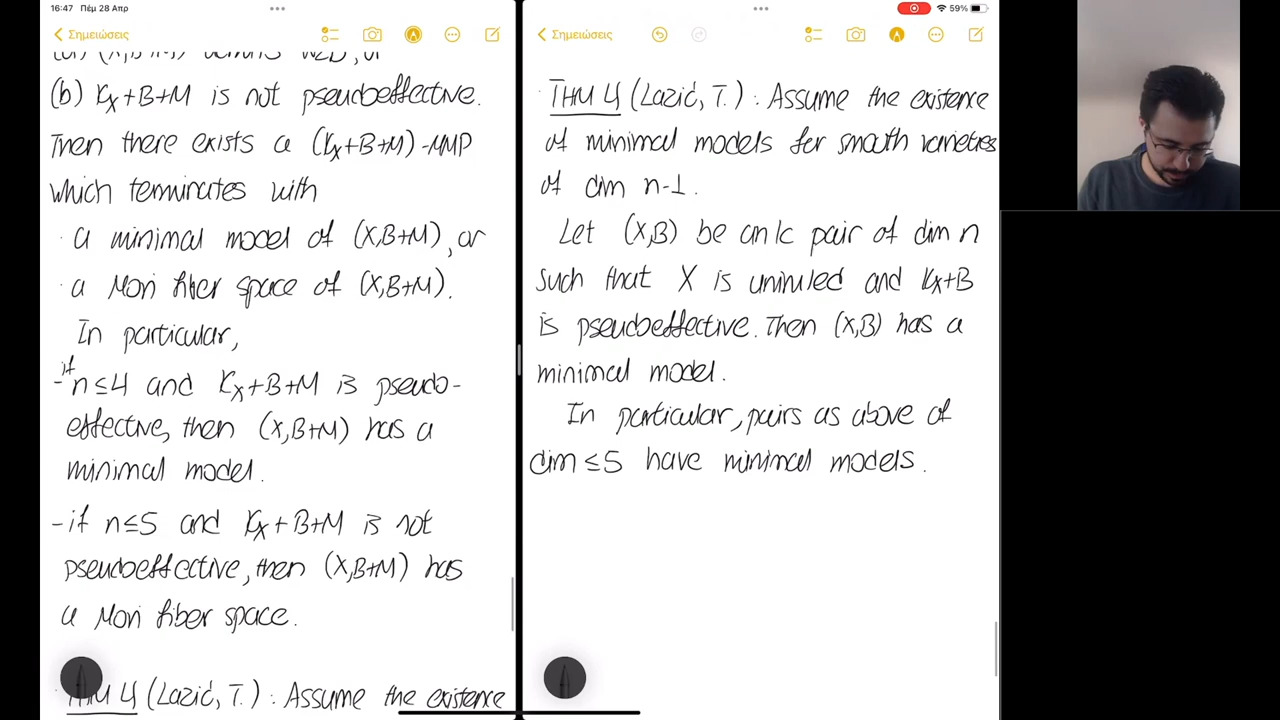 16:47 Πέμ 28 Απρ
Σημειώσεις
(b) Kx+B+M is not pseudoeffective.
Then there exists a (Kx+B+M)-MMP
which terminates with
· a minimal model of (X,B+M), or
· a Mori fiber space of (X,B+M).
In particular,
- if n≤4 and Kx+B+M is pseudo-
effective, then (X,B+M) has a
minimal model.
- if n≤5 and Kx+B+M is not
pseudoeffective, then (X,B+M) has
a Mori fiber space.
THM 4 (Lazić, T.) : Assume the existence
59%
Σημειώσεις
THM 4 (Lazić, T.) : Assume the existence
of minimal models for smooth varieties
of dim n-1.
Let (X,B) be an lc pair of dim n
such that X is uniruled and Kx+B
is pseudoeffective. Then (X,B) has a
minimal model.
In particular, pairs as above of
dim ≤5 have minimal models.